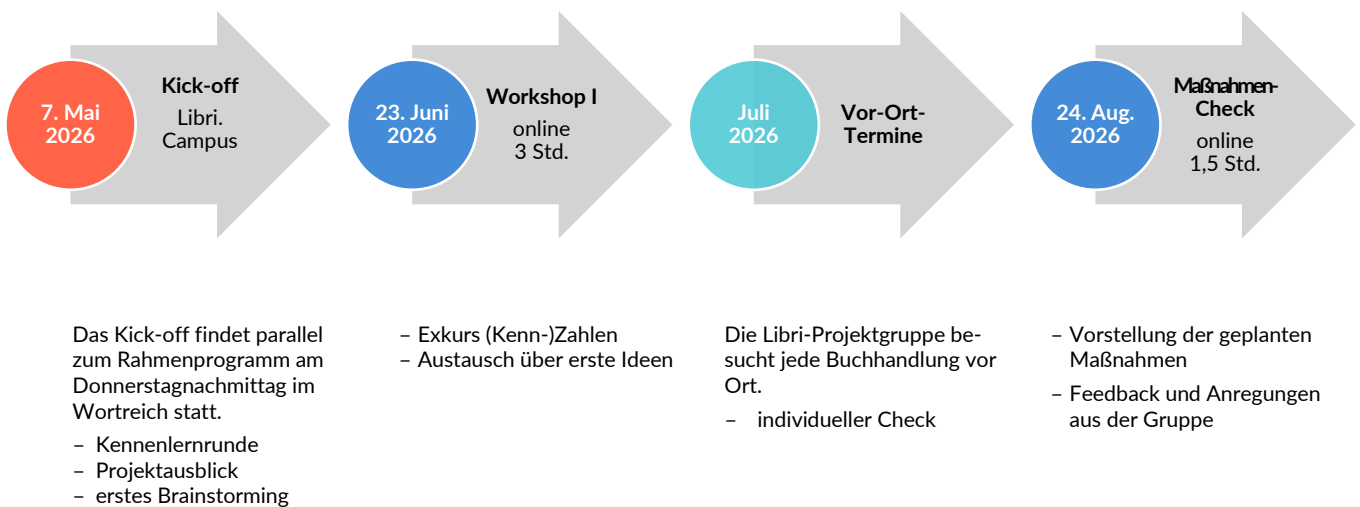 7. Mai
2026
Kick-off
Libri.
Campus
23. Juni
2026
Workshop I
online
3 Std.
Juli
2026
Vor-Ort-
Termine
24. Aug.
2026
Maßnahmen-
Check
online
1,5 Std.
Das Kick-off findet parallel
zum Rahmenprogramm am
Donnerstagnachmittag im
Wortreich statt.
– Kennenlernrunde
– Projektausblick
– erstes Brainstorming
– Exkurs (Kenn-)Zahlen
– Austausch über erste Ideen
Die Libri-Projektgruppe be-
sucht jede Buchhandlung vor
Ort.
– individueller Check
– Vorstellung der geplanten
Maßnahmen
– Feedback und Anregungen
aus der Gruppe